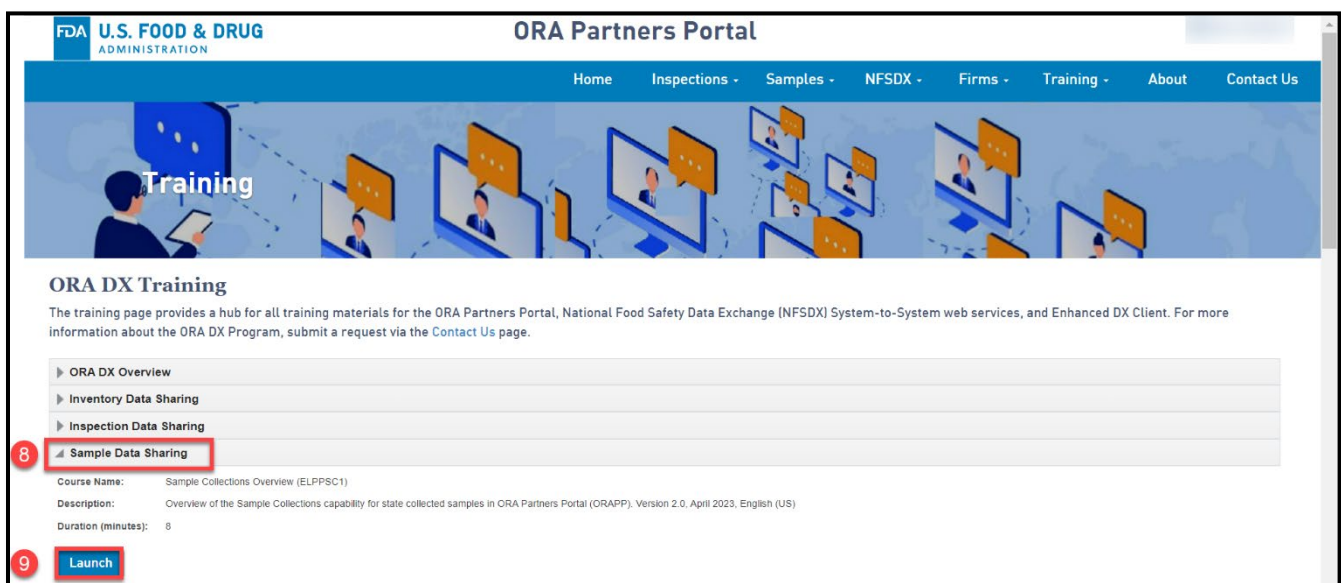 FDA U.S. FOOD & DRUG
ADMINISTRATION
ORA Partners Portal
Home Inspections Samples NFSDX Firms Training About Contact Us
Training
ORA DX Training
The training page provides a hub for all training materials for the ORA Partners Portal, National Food Safety Data Exchange (NFSDX) System-to-System web services, and Enhanced DX Client. For more
information about the ORA DX Program, submit a request via the Contact Us page.
ORA DX Overview
Inventory Data Sharing
Inspection Data Sharing
8 Sample Data Sharing
Course Name: Sample Collections Overview (ELPPSC1)
Description: Overview of the Sample Collections capability for state collected samples in ORA Partners Portal (ORAPP). Version 2.0, April 2023, English (US)
Duration (minutes): 8
9 Launch